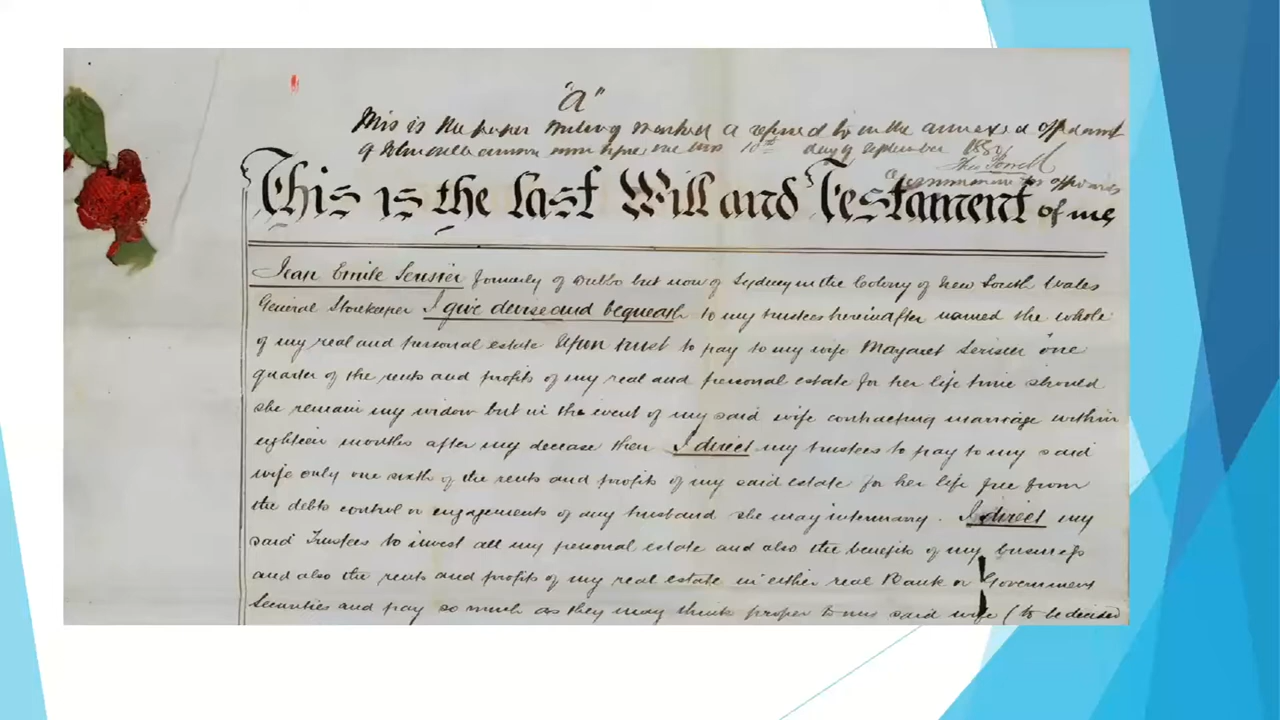 "A"
This is the paper writing marked A referred to in the annexed affidavit
of this 10th day of September 188
This is the last Will and Testament of me
Jean Emile Serisier formerly of Dubbo but now of Sydney in the Colony of New South Wales
General Storekeeper I give devise and bequeath to my trustees hereinafter named the whole
of my real and personal estate Upon trust to pay to my wife Margaret Serisier one
quarter of the rents and profits of my real and personal estate for her life time should
she remain my widow but in the event of my said wife contracting marriage within
eighteen months after my decease then I direct my trustees to pay to my said
wife only one sixth of the rents and profits of my said estate for her life free from
the debts control or engagements of any husband she may intermarry. I direct my
said Trustees to invest all my personal estate and also the benefits of my business
and also the rents and profits of my real estate in either real Bank or Government
Securities and pay so much as they may think proper to my said wife (to be decided